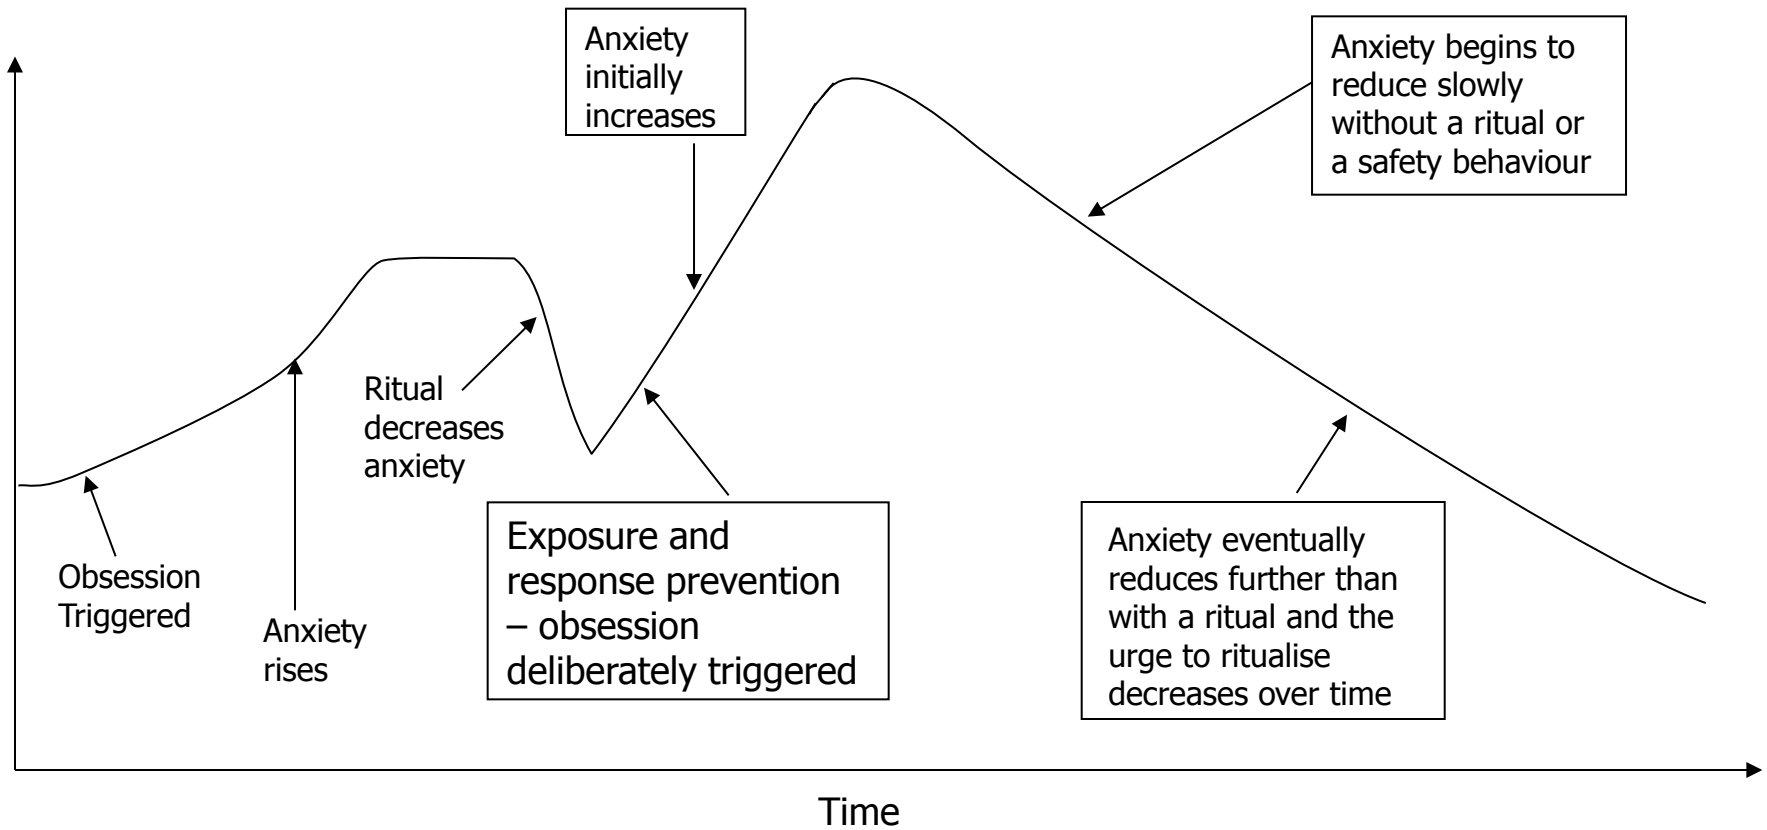 Anxiety
initially
increases
Anxiety begins to
reduce slowly
without a ritual or
a safety behaviour
Ritual
decreases
anxiety
Obsession
Triggered
Anxiety
rises
Exposure and
response prevention
– obsession
deliberately triggered
Anxiety eventually
reduces further than
with a ritual and the
urge to ritualise
decreases over time
Time